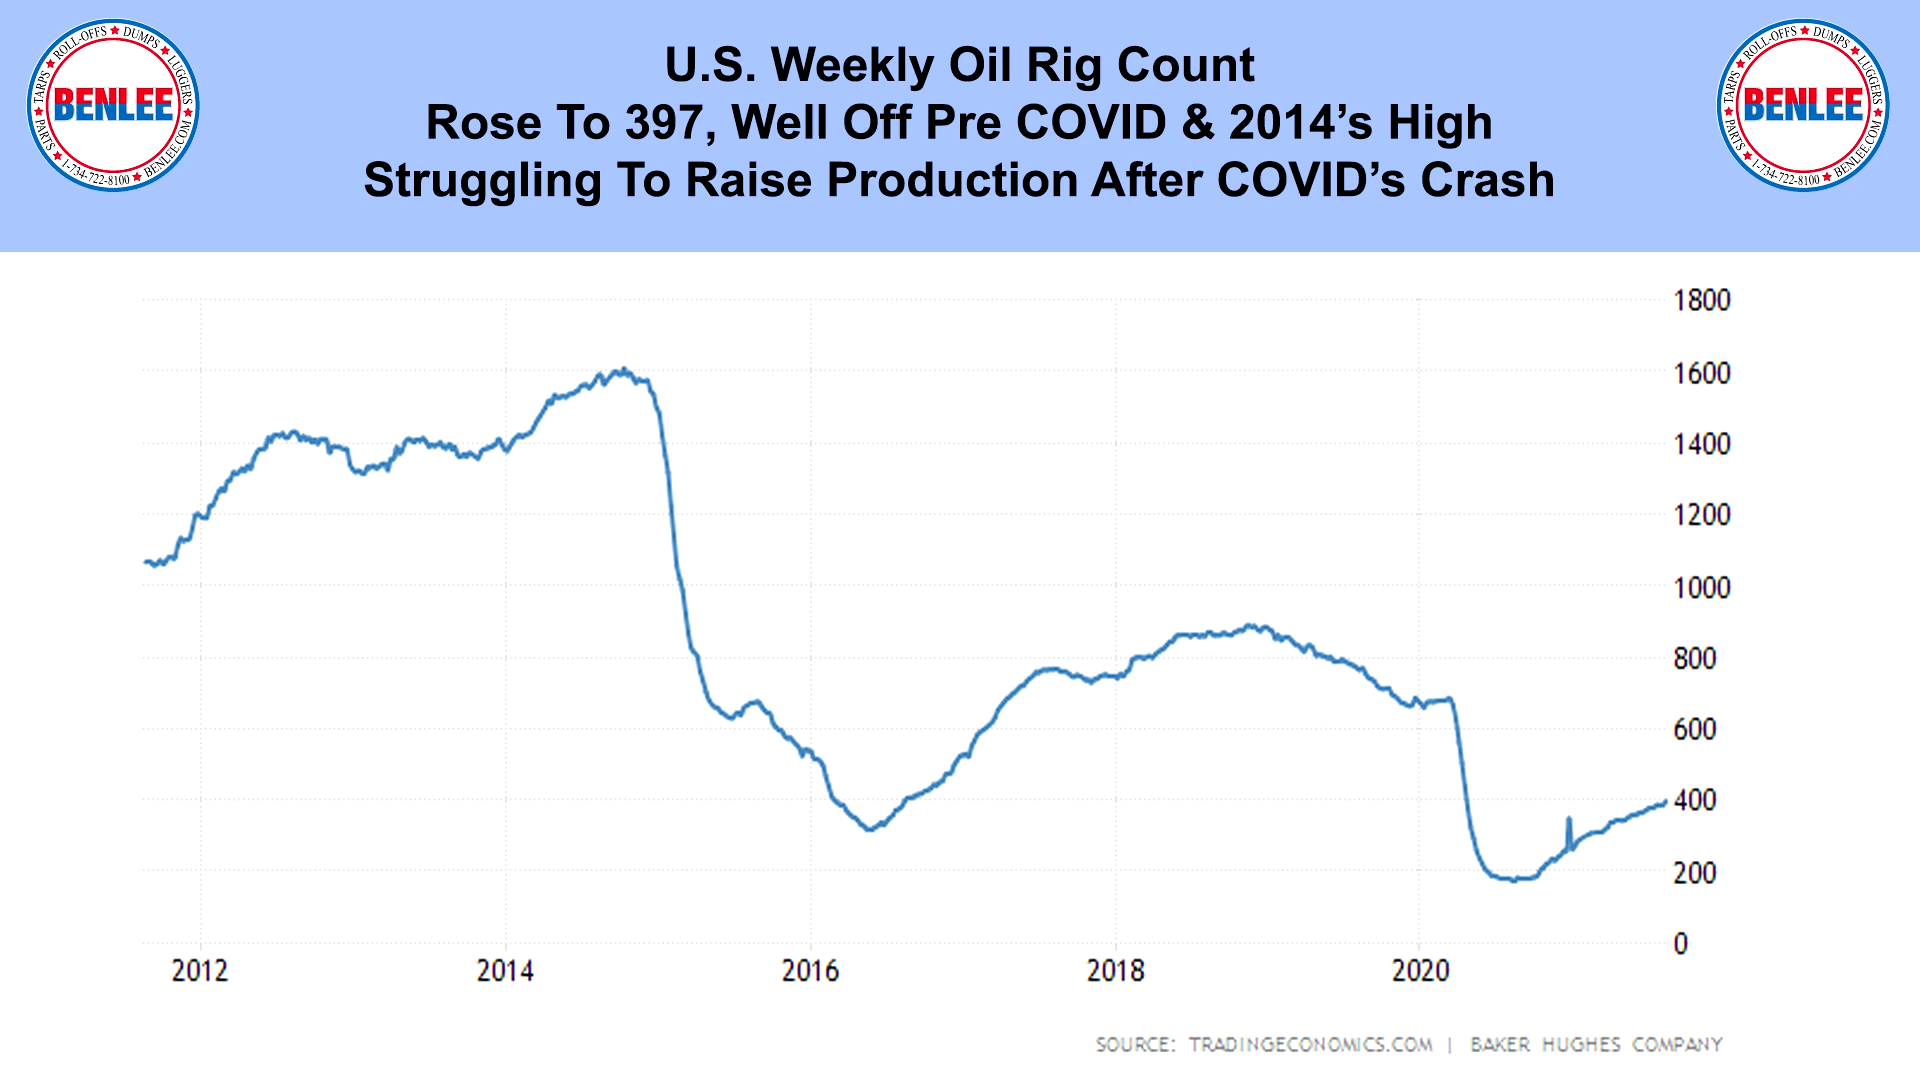 U.S. Weekly Oil Rig Count
Rose To 397, Well Off Pre COVID & 2014’s High
Struggling To Raise Production After COVID’s Crash
TARPS ★ ROLL-OFFS ★ DUMPS ★ LUGGERS ★
BENLEE
PARTS ★ 1-734-722-8100 ★ BENLEE.COM
TARPS ★ ROLL-OFFS ★ DUMPS ★ LUGGERS ★
BENLEE
PARTS ★ 1-734-722-8100 ★ BENLEE.COM
1800
1600
1400
1200
1000
800
600
400
200
0
2012 2014 2016 2018 2020
SOURCE: TRADINGECONOMICS.COM | BAKER HUGHES COMPANY